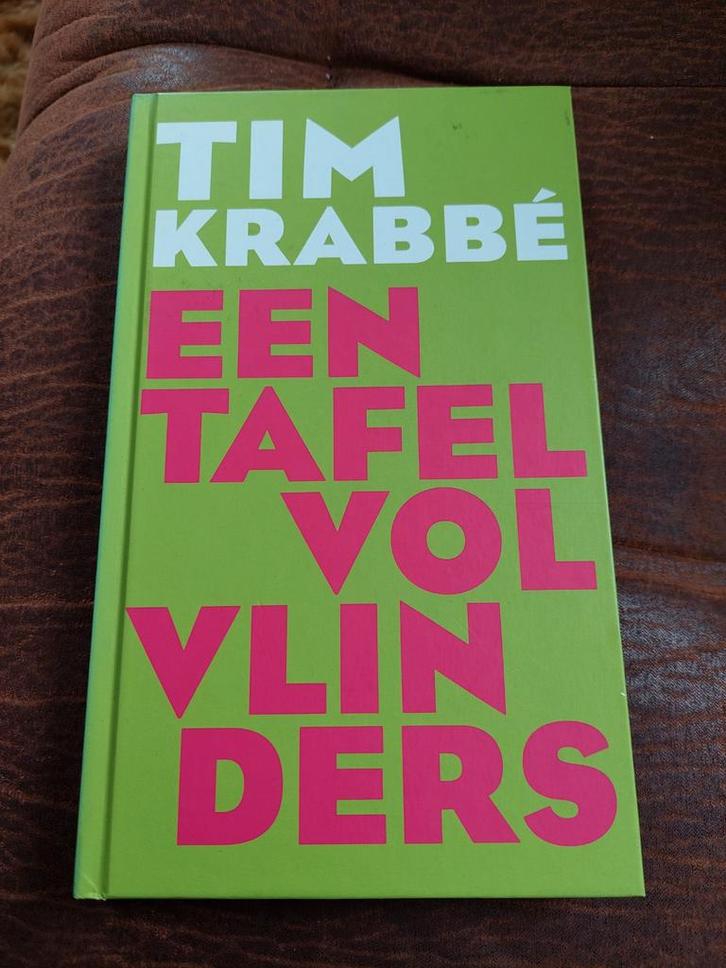 TIM
KRABBÉ
EEN
TAFEL
VOL
VLIN
DERS